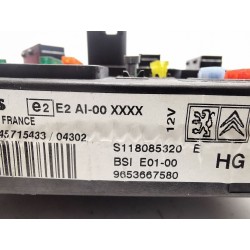 S
e2 E2 AI-00 XXXX
FRANCE
45715433 / 04302
12V
S118085320 E
BSI E01-00
HG
9653667580